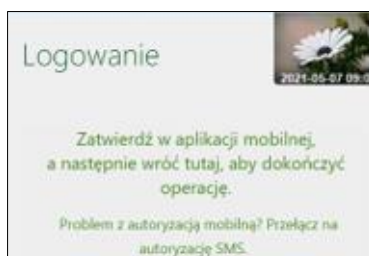 Logowanie
2021-05-07 09:0
Zatwierdź w aplikacji mobilnej,
a następnie wróć tutaj, aby dokończyć
operację.
Problem z autoryzacją mobilną? Przełącz na
autoryzację SMS.